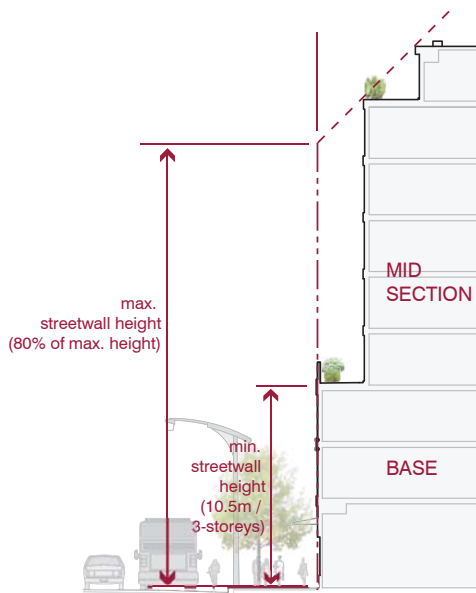 MID
SECTION
max.
streetwall height
(80% of max. height)
min.
streetwall
height
(10.5m /
3-storeys)
BASE